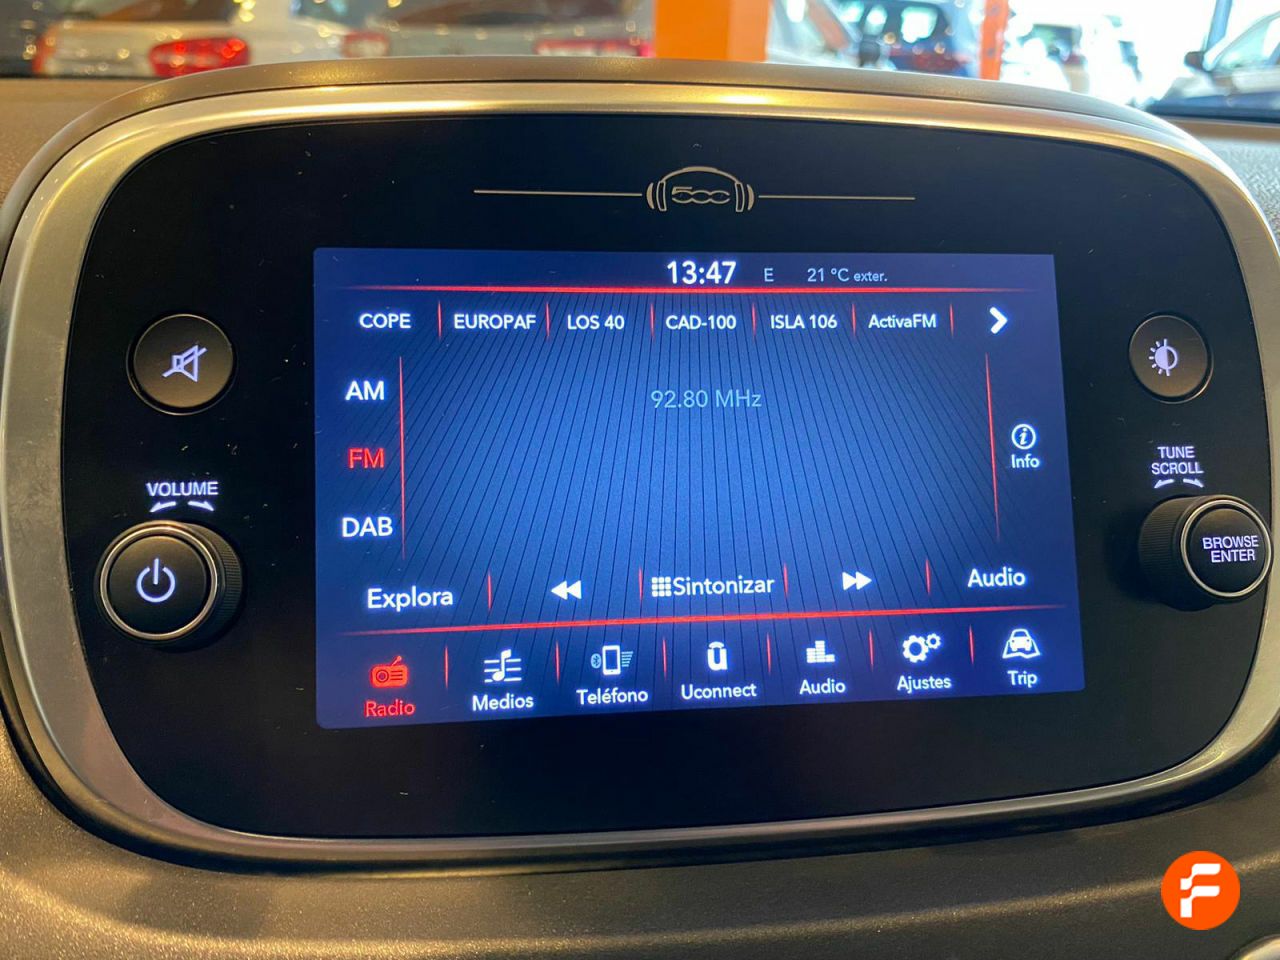 500
13:47 E 21 °C exter.
COPE EUROPAF LOS 40 CAD-100 ISLA 106 ActivaFM
AM
92.80 MHz
FM
Info
DAB
Explora Sintonizar Audio
Radio Medios Teléfono Uconnect Audio Ajustes Trip
VOLUME
TUNE
SCROLL
BROWSE
ENTER
F